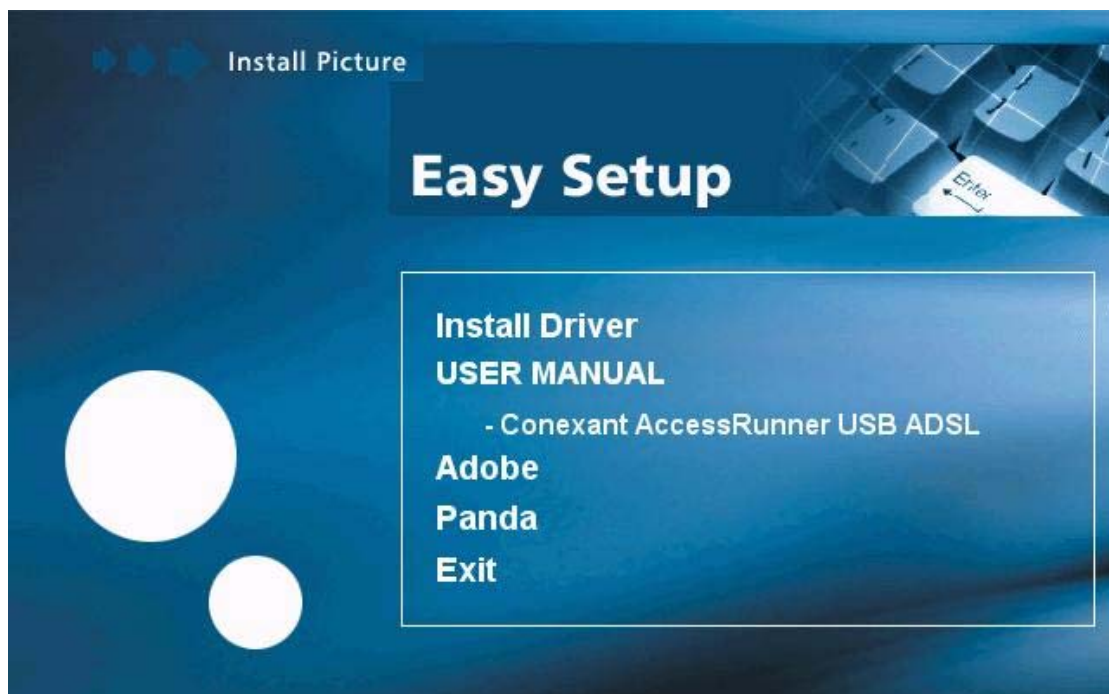 Install Picture
Easy Setup
Enter
Install Driver
USER MANUAL
- Conexant AccessRunner USB ADSL
Adobe
Panda
Exit